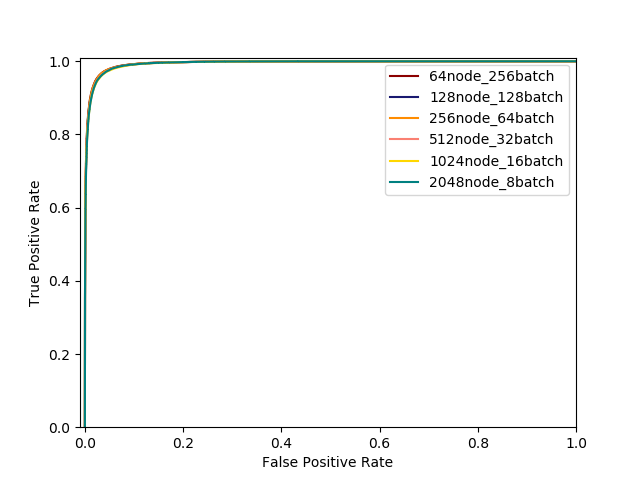 1.0
0.8
0.6
0.4
0.2
0.0
True Positive Rate
64node_256batch
128node_128batch
256node_64batch
512node_32batch
1024node_16batch
2048node_8batch
0.0 0.2 0.4 0.6 0.8 1.0
False Positive Rate